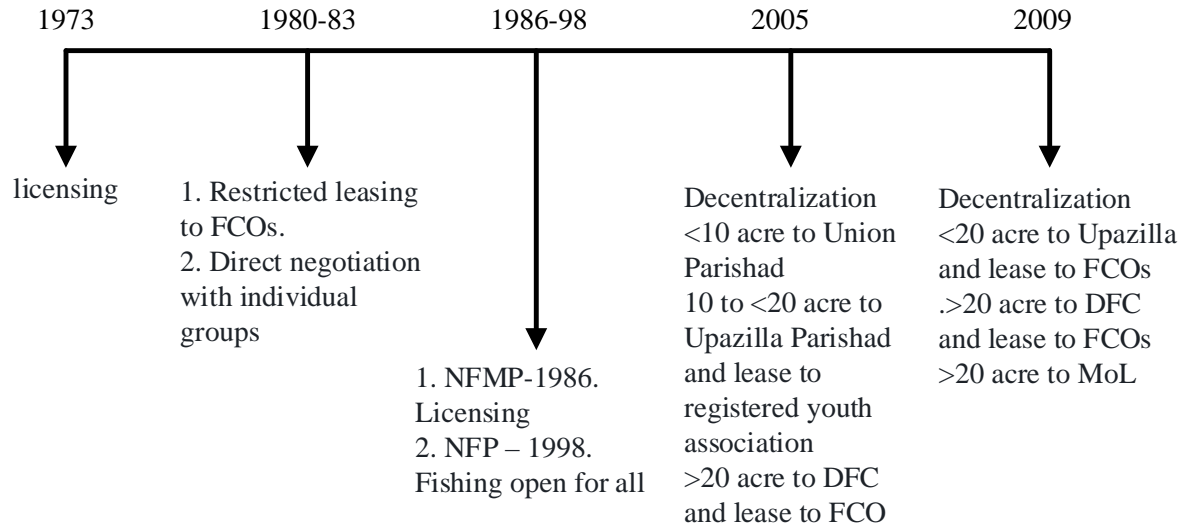 1973
1980-83
1986-98
2005
2009
licensing
1. Restricted leasing
to FCOs.
2. Direct negotiation
with individual
groups
1. NFMP-1986.
Licensing
2. NFP – 1998.
Fishing open for all
Decentralization
<10 acre to Union
Parishad
10 to <20 acre to
Upazilla Parishad
and lease to
registered youth
association
>20 acre to DFC
and lease to FCO
Decentralization
<20 acre to Upazilla
and lease to FCOs
.>20 acre to DFC
and lease to FCOs
>20 acre to MoL